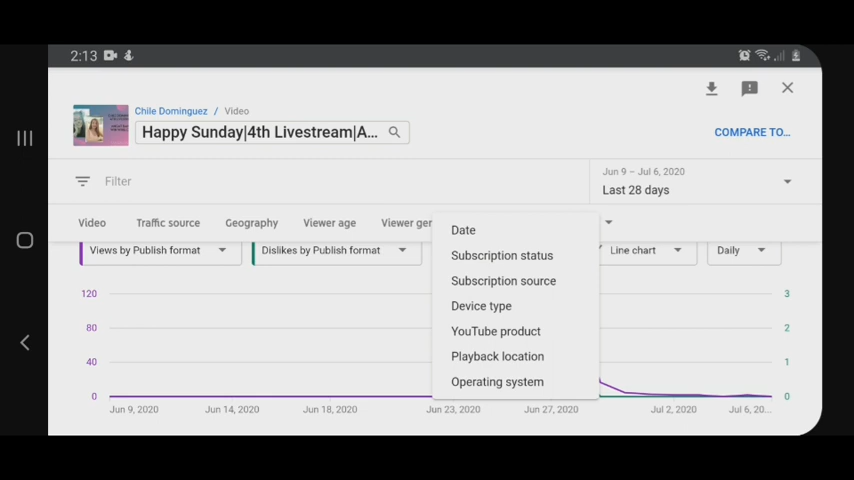 2:13
Chile Dominguez / Video
Happy Sunday|4th Livestream|A...
COMPARE TO...
Filter
Jun 9 – Jul 6, 2020
Last 28 days
Video Traffic source Geography Viewer age Viewer ger
Date
Subscription status
Subscription source
Device type
YouTube product
Playback location
Operating system
Views by Publish format Dislikes by Publish format Line chart Daily
120 3
80 2
40 1
0 0
Jun 9, 2020 Jun 14, 2020 Jun 18, 2020 Jun 23, 2020 Jun 27, 2020 Jul 2, 2020 Jul 6, 20...